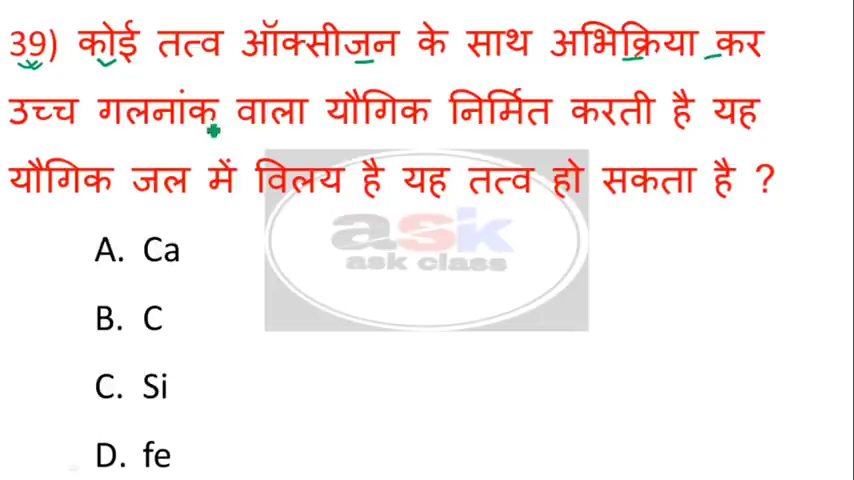 39) कोई तत्व ऑक्सीजन के साथ अभिक्रिया कर
उच्च गलनांक वाला यौगिक निर्मित करती है यह
यौगिक जल में विलय है यह तत्व हो सकता है ?
ask
ask class
A. Ca
B. C
C. Si
D. fe